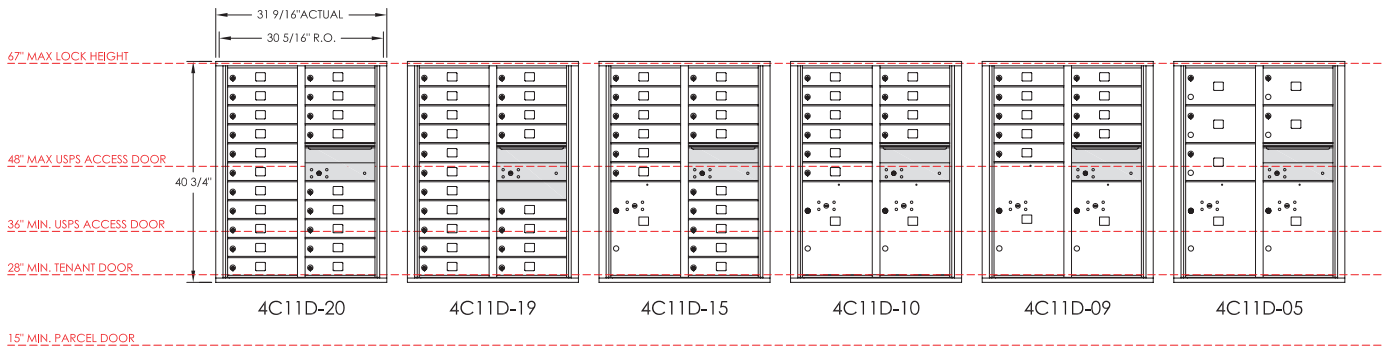 31 9/16" ACTUAL
30 5/16" R.O.
67" MAX LOCK HEIGHT
48" MAX USPS ACCESS DOOR
40 3/4"
36" MIN. USPS ACCESS DOOR
28" MIN. TENANT DOOR
4C11D-20 4C11D-19 4C11D-15 4C11D-10 4C11D-09 4C11D-05
15" MIN. PARCEL DOOR